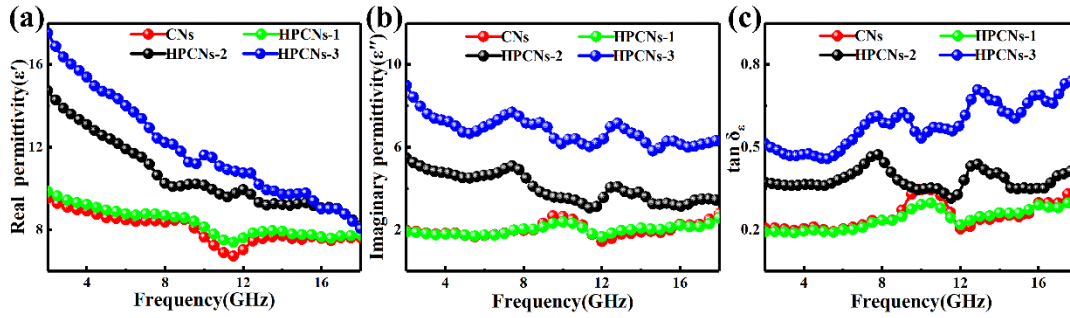 (a)
CNs HPCNs-1
HPCNs-2 HPCNs-3
Real permittivity(ε′)
16
12
8
4 8 12 16
Frequency(GHz)
(b)
CNs HPCNs-1
HPCNs-2 HPCNs-3
Imaginary permittivity(ε″)
10
6
2
4 8 12 16
Frequency(GHz)
(c)
CNs HPCNs-1
HPCNs-2 HPCNs-3
tan δε
0.8
0.5
0.2
4 8 12 16
Frequency(GHz)